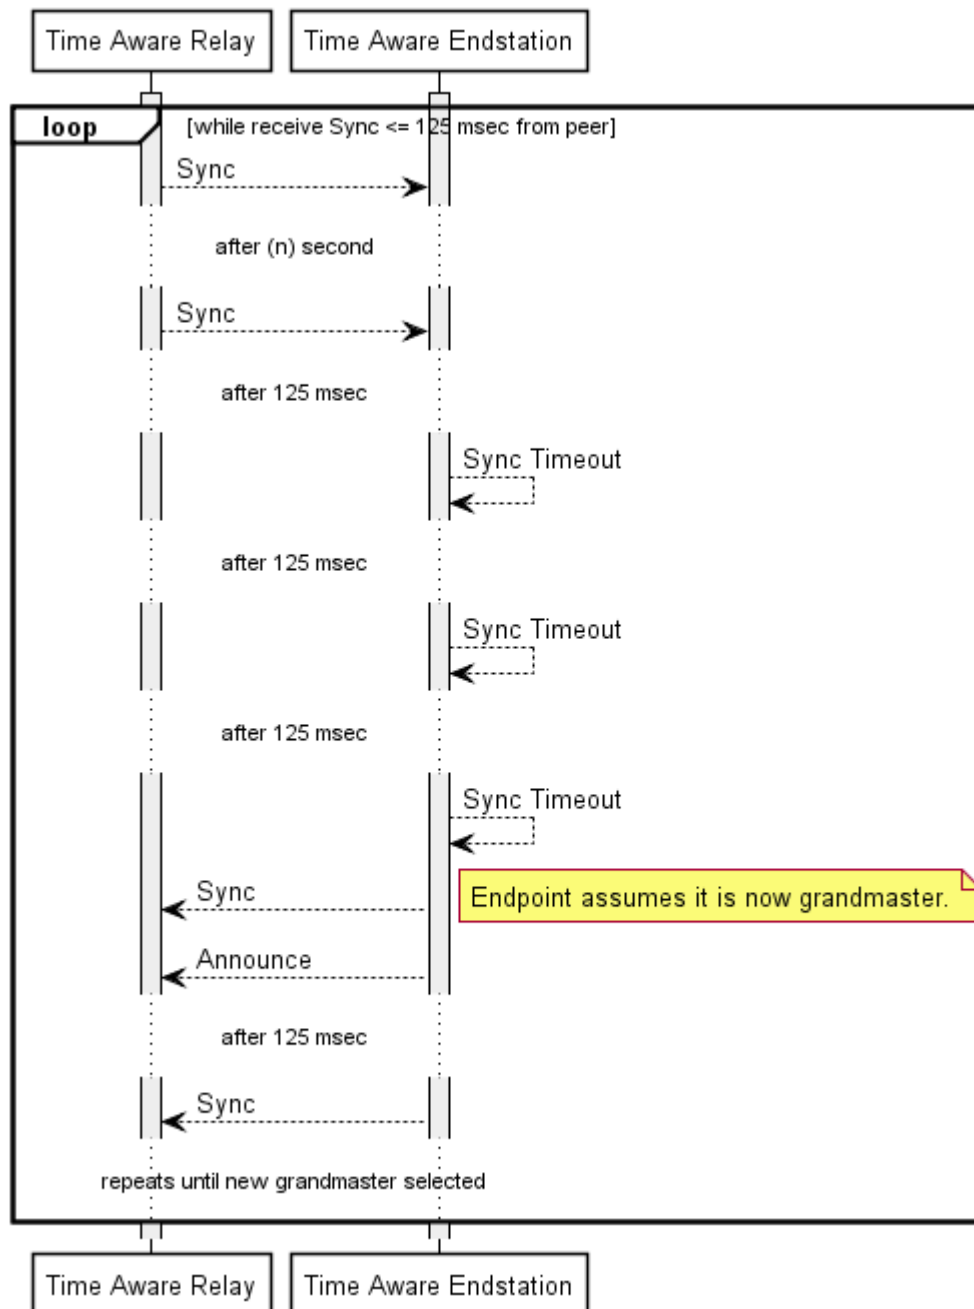 Time Aware Relay
Time Aware Endstation
loop
[while receive Sync <= 125 msec from peer]
Sync
after (n) second
Sync
after 125 msec
Sync Timeout
after 125 msec
Sync Timeout
after 125 msec
Sync Timeout
Sync
Endpoint assumes it is now grandmaster.
Announce
after 125 msec
Sync
repeats until new grandmaster selected
Time Aware Relay
Time Aware Endstation